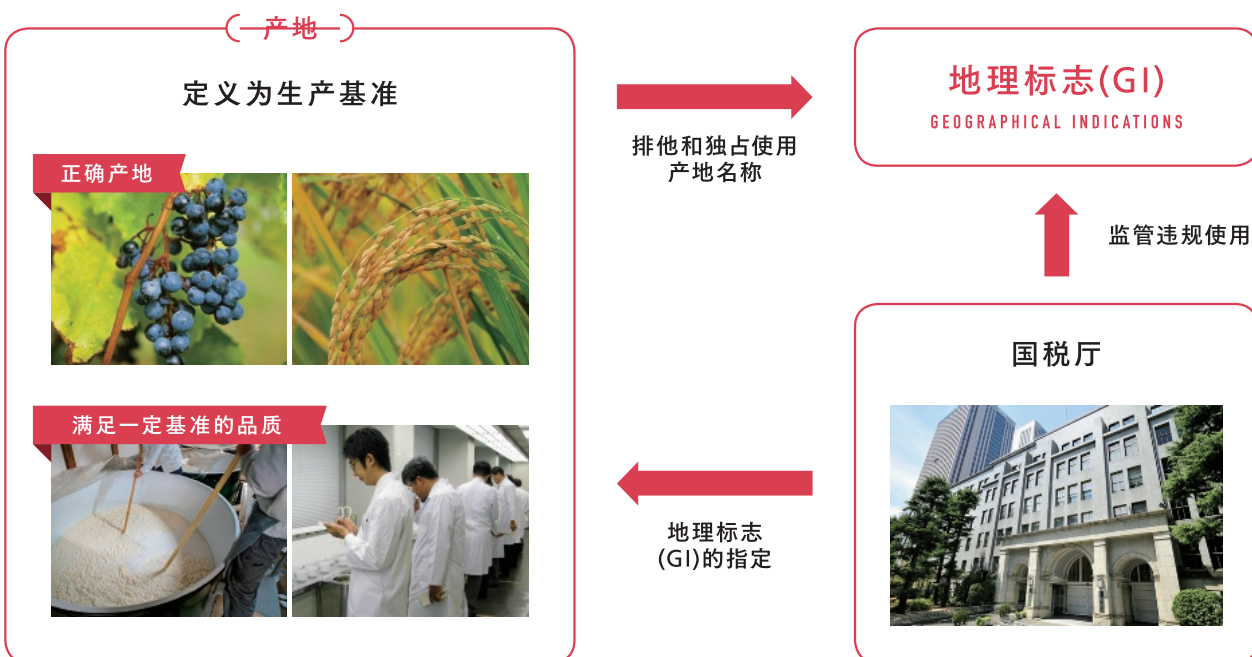 产地
定义为生产基准
正确产地
满足一定基准的品质
排他和独占使用
产地名称
地理标志(GI)
GEOGRAPHICAL INDICATIONS
监管违规使用
国税厅
地理标志
(GI)的指定